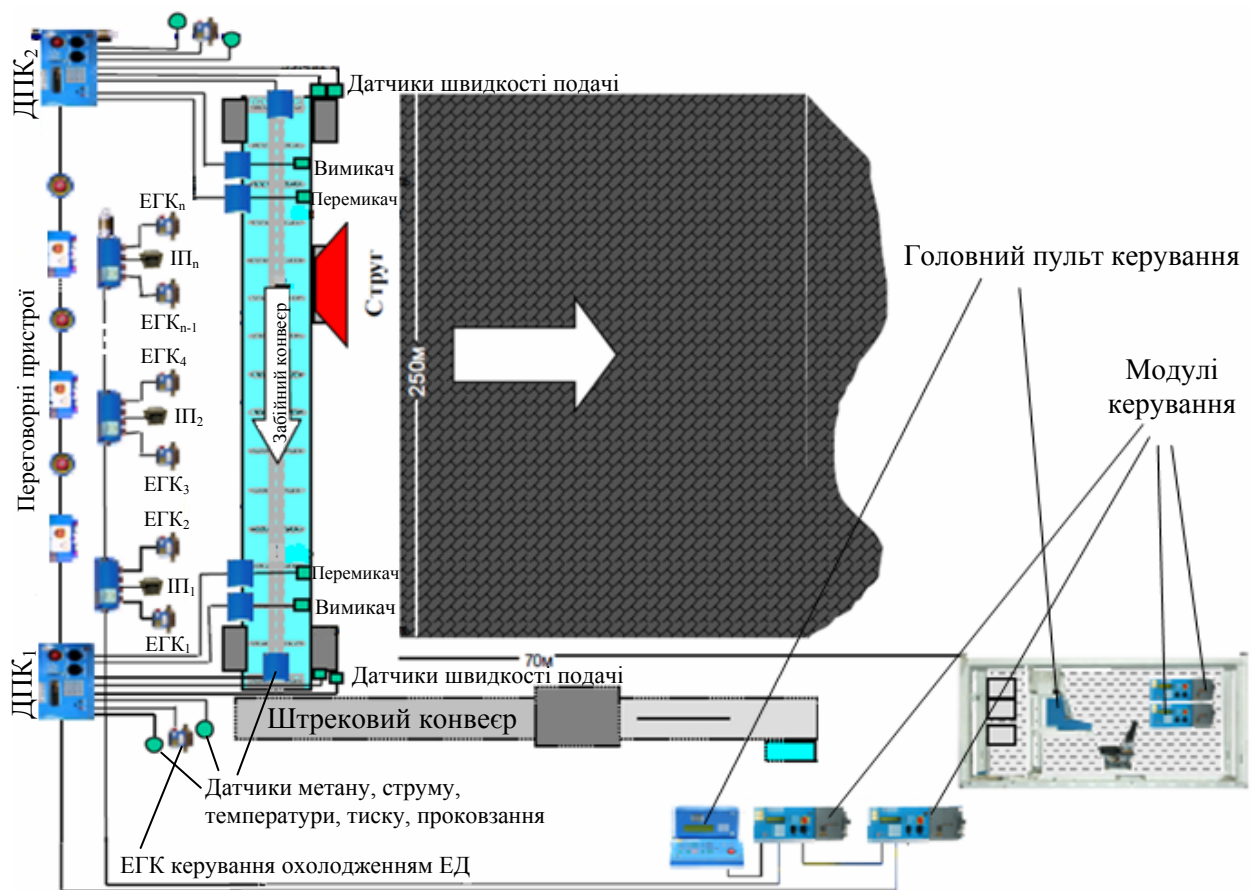 ДПК₂
Датчики швидкості подачі
Вимикач
Перемикач
ЕГКₙ
ІПₙ
ЕГКₙ₋₁
ЕГК₄
ІП₂
ЕГК₃
ЕГК₂
ІП₁
ЕГК₁
Переговорні пристрої
Забійний конвеєр
Струг
250м
Головний пульт керування
Модулі
керування
Перемикач
Вимикач
ДПК₁
Датчики швидкості подачі
70м
Штрековий конвеєр
Датчики метану, струму,
температури, тиску, проковзання
ЕГК керування охолодженням ЕД